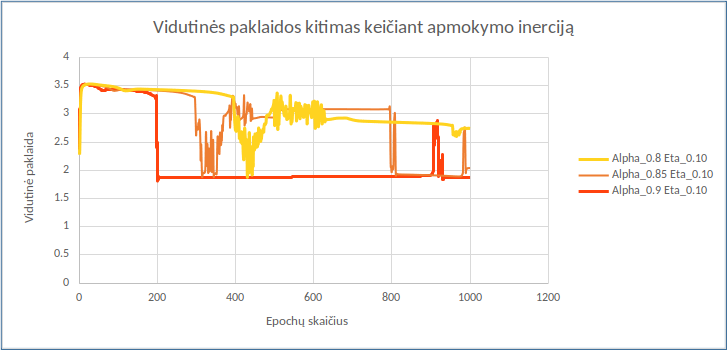 Vidutinės paklaidos kitimas keičiant apmokymo inerciją
4
3.5
3
2.5
2
1.5
1
0.5
0
Vidutinė paklaida
0 200 400 600 800 1000 1200
Epochų skaičius
Alpha_0.8 Eta_0.10
Alpha_0.85 Eta_0.10
Alpha_0.9 Eta_0.10